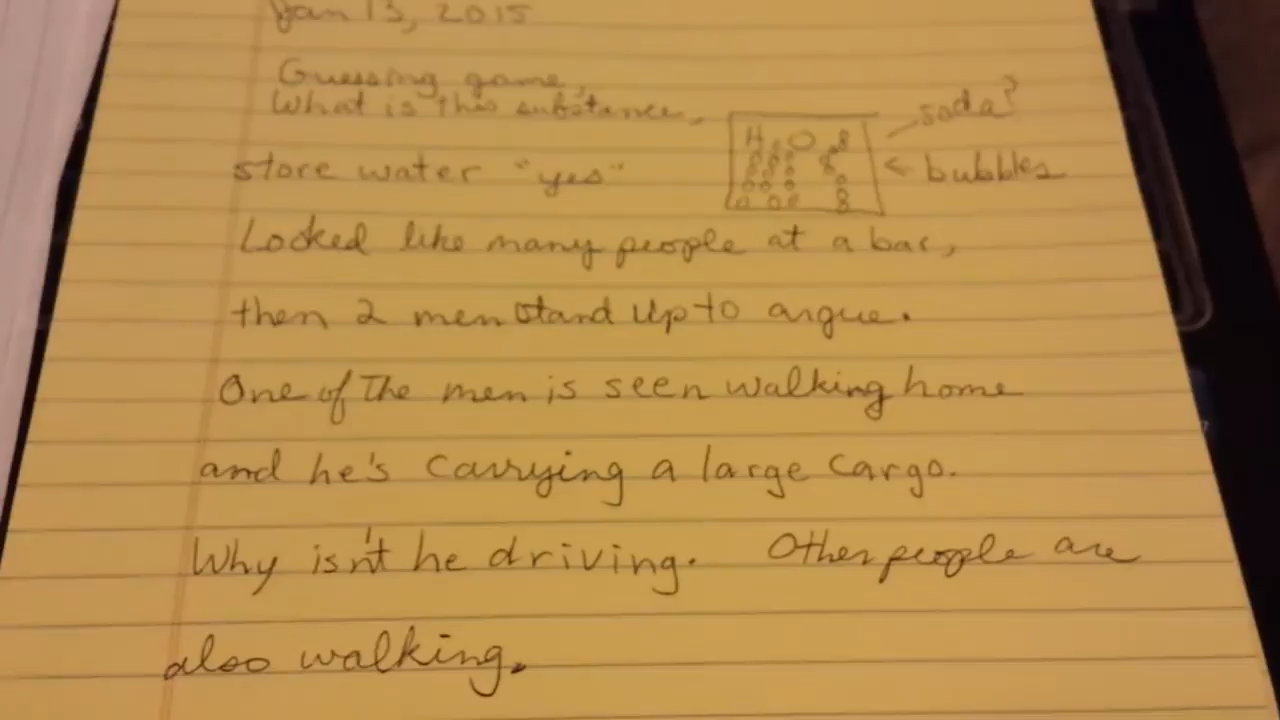 Jan 13, 2015
Guessing game,
What is this substance,
soda?
H2O
store water "yes"
bubbles
Looked like many people at a bar,
then 2 men stand up to argue.
One of The men is seen walking home
and he's carrying a large cargo.
Why isn't he driving. Other people are
also walking.